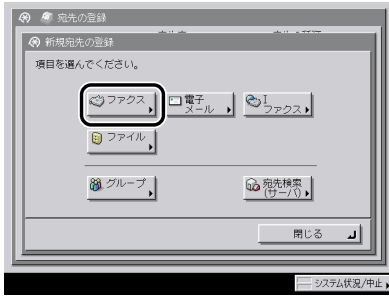 宛先の登録
新規宛先の登録
項目を選んでください。
ファクス
電子
メール
I
ファクス
ファイル
グループ
宛先検索
(サーバ)
閉じる
システム状況/中止